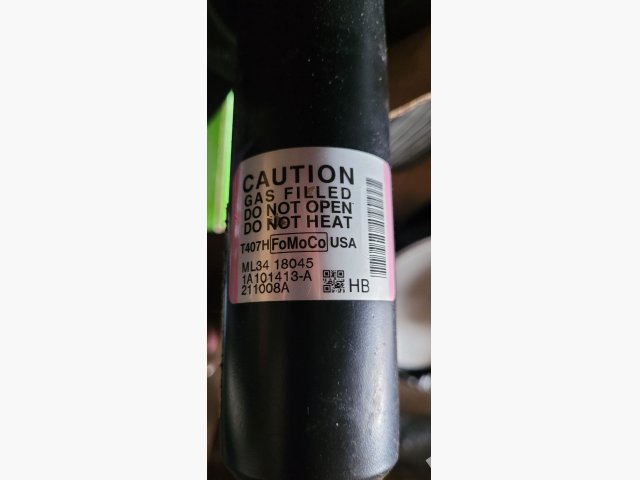 CAUTION
GAS FILLED
DO NOT OPEN
DO NOT HEAT
T407H FoMoCo USA
ML34 18045
1A101413-A
211008A
HB